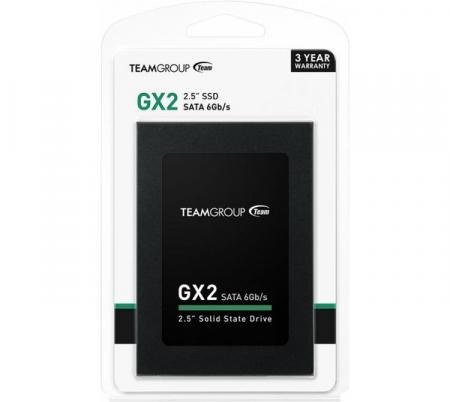 TEAMGROUP Team
3 YEAR
WARRANTY
GX2 2.5" SSD
SATA 6Gb/s
TEAMGROUP Team
GX2 SATA 6Gb/s
2.5" Solid State Drive